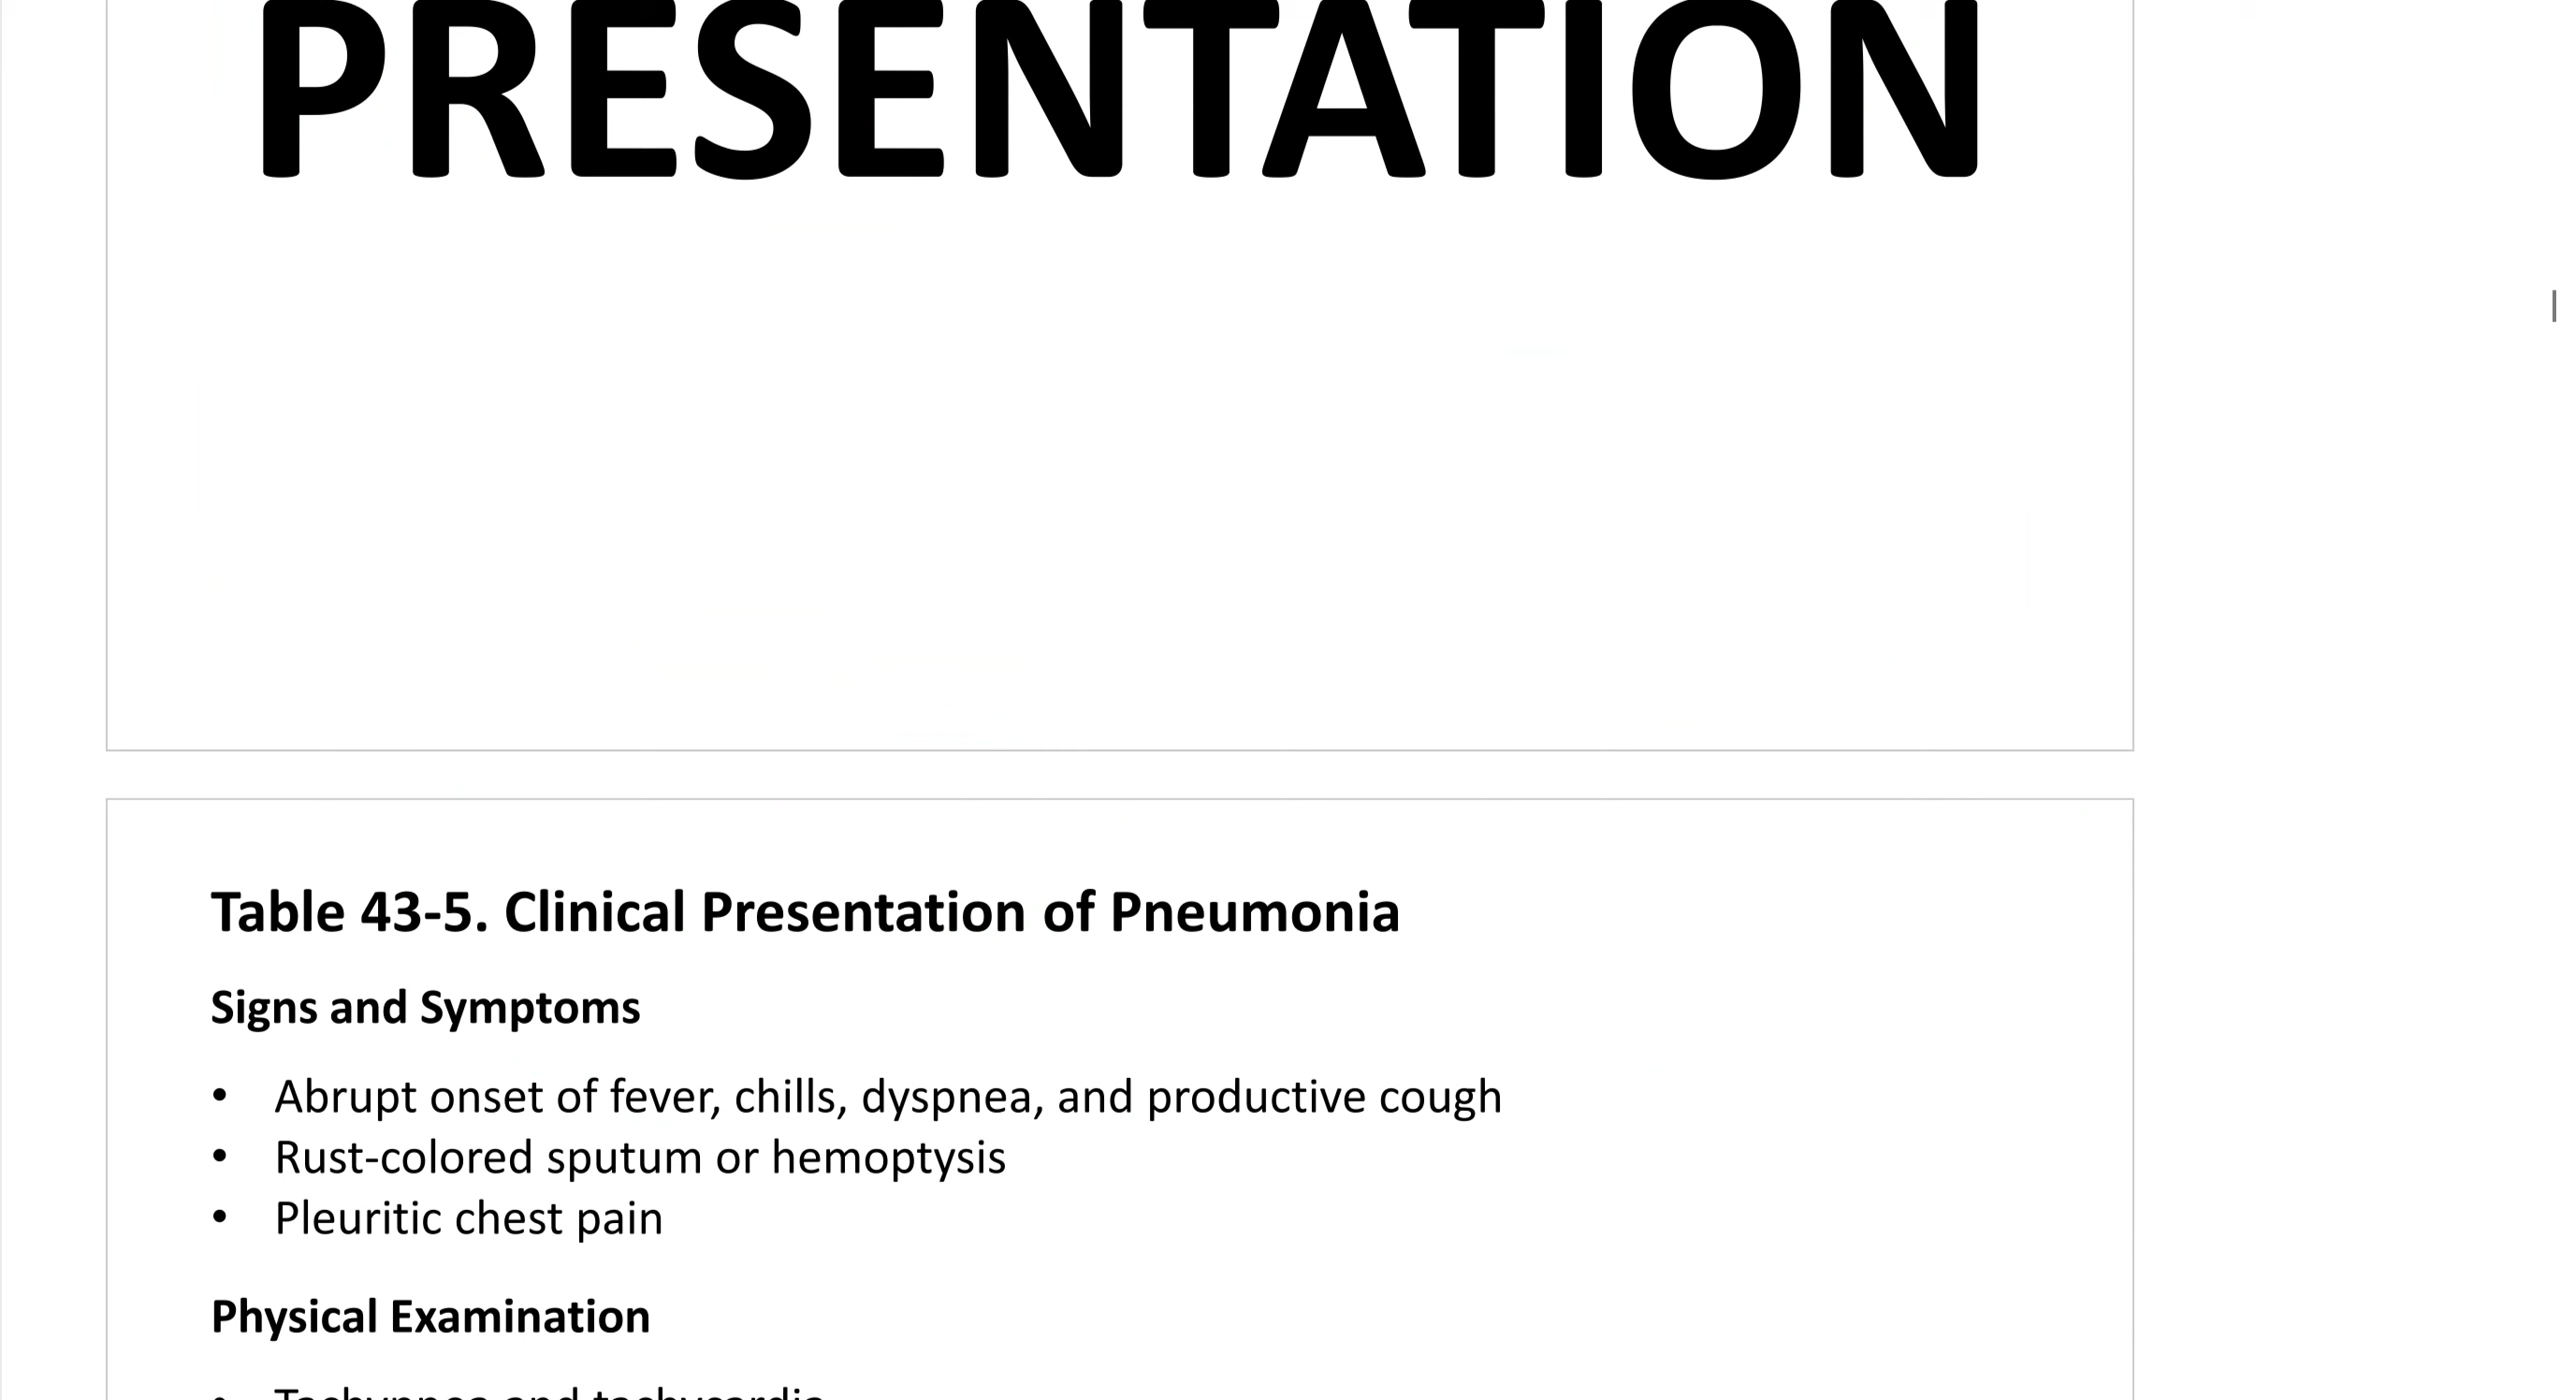 PRESENTATION
Table 43-5. Clinical Presentation of Pneumonia
Signs and Symptoms
• Abrupt onset of fever, chills, dyspnea, and productive cough
• Rust-colored sputum or hemoptysis
• Pleuritic chest pain
Physical Examination
• Tachypnea and tachycardia